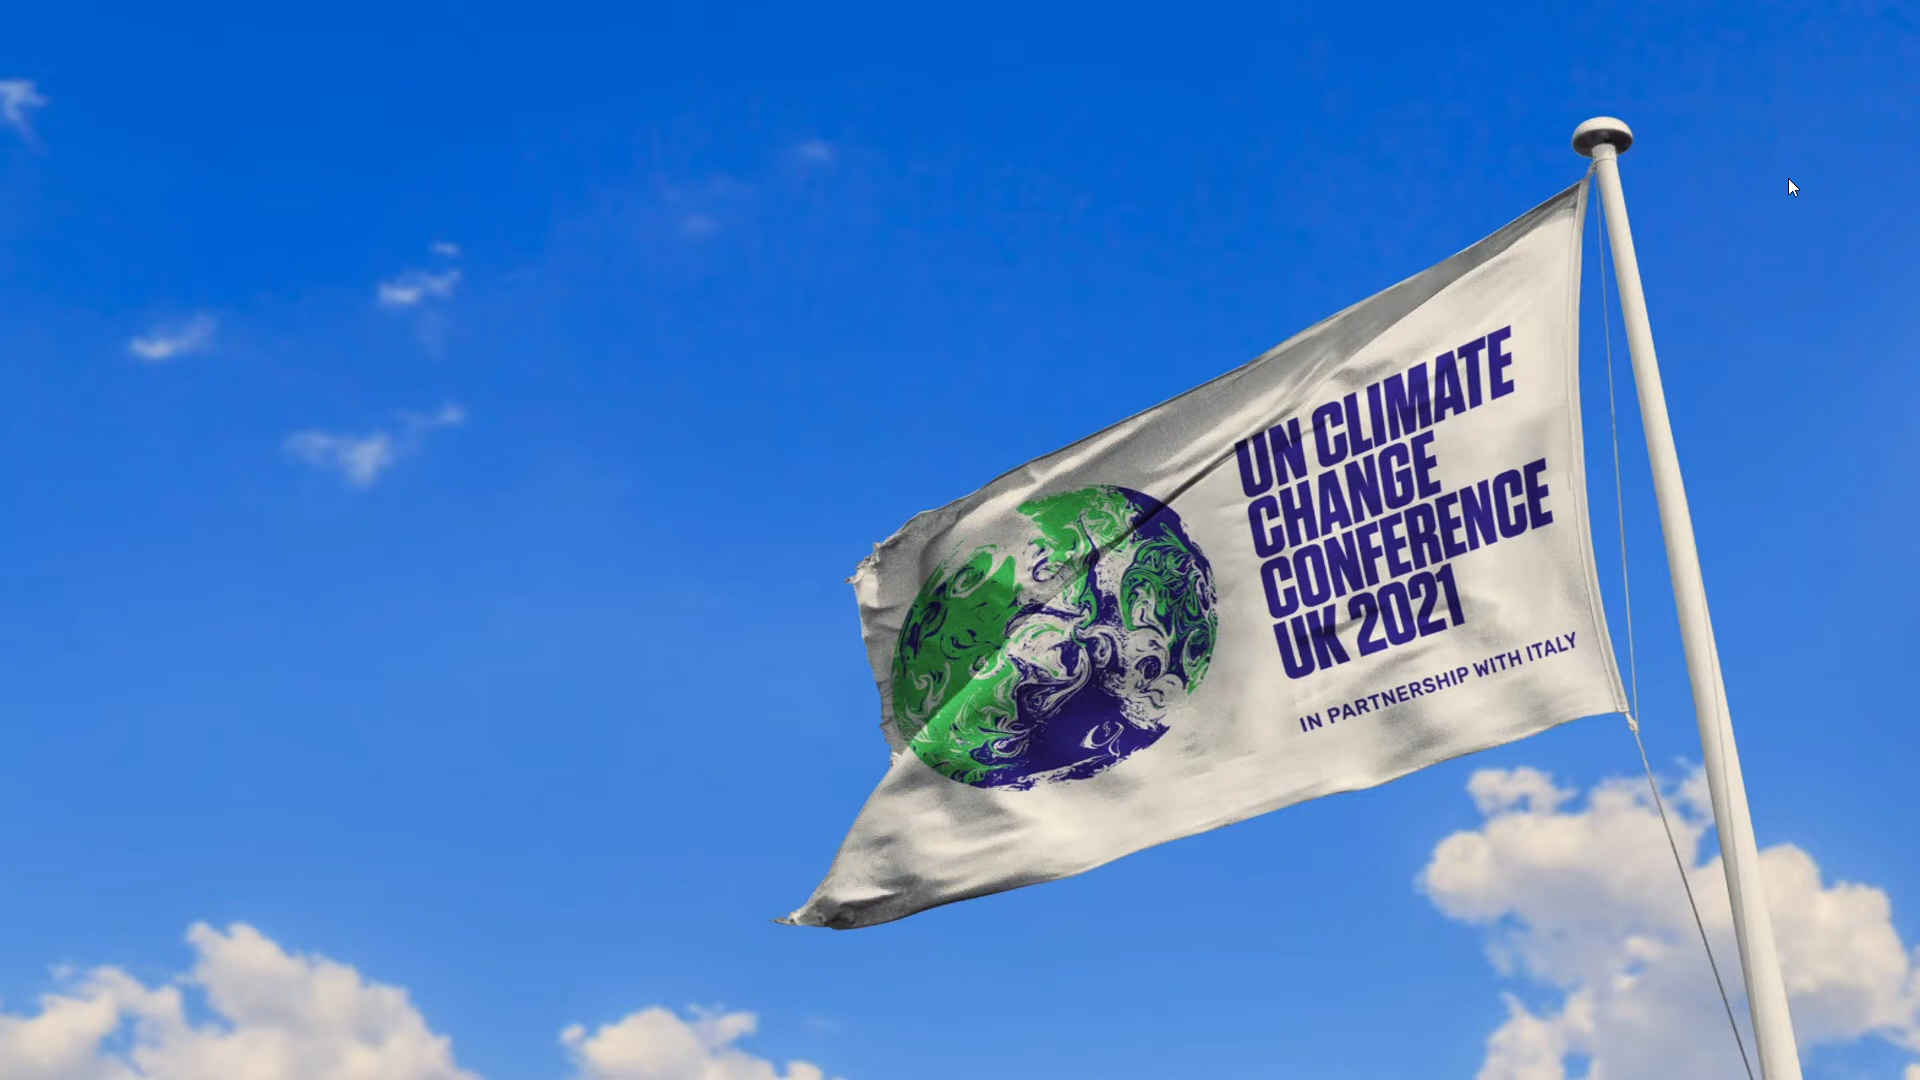 UN CLIMATE
CHANGE
CONFERENCE
UK 2021
IN PARTNERSHIP WITH ITALY